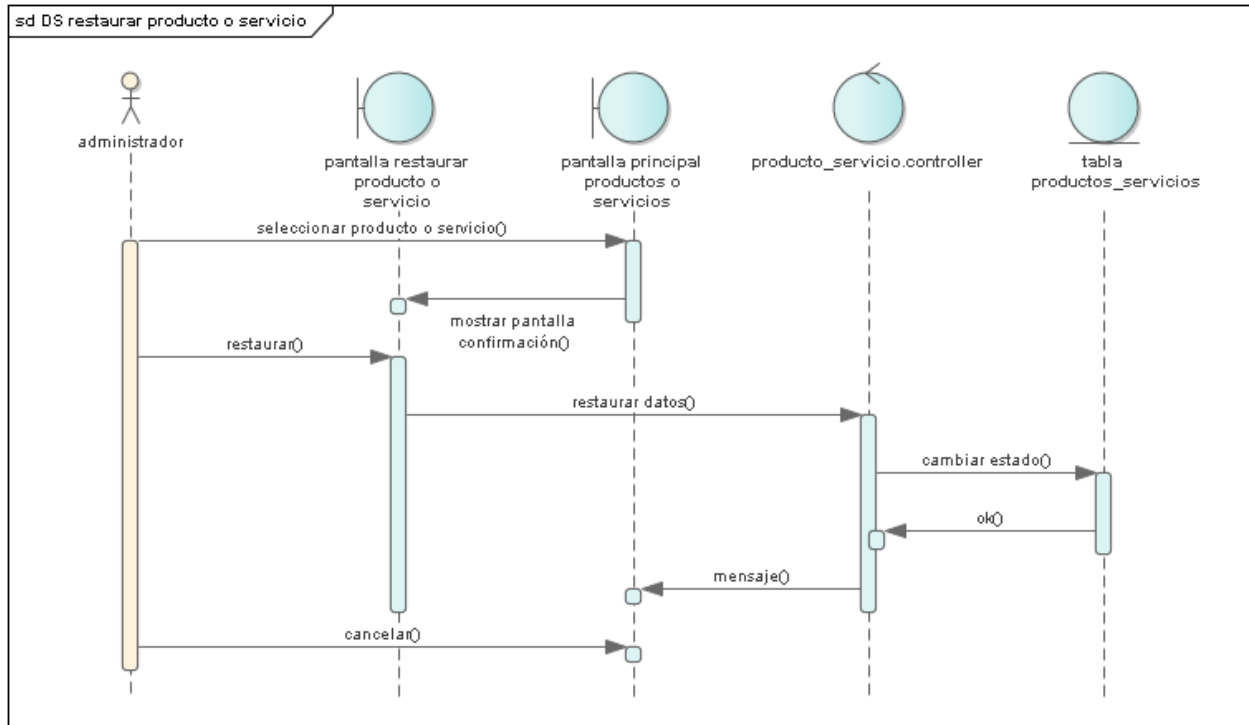 sd DS restaurar producto o servicio
administrador
pantalla restaurar
producto o
servicio
pantalla principal
productos o
servicios
producto_servicio.controller
tabla
productos_servicios
seleccionar producto o servicio()
mostrar pantalla
confirmación()
restaurar()
restaurar datos()
cambiar estado()
ok()
mensaje()
cancelar()